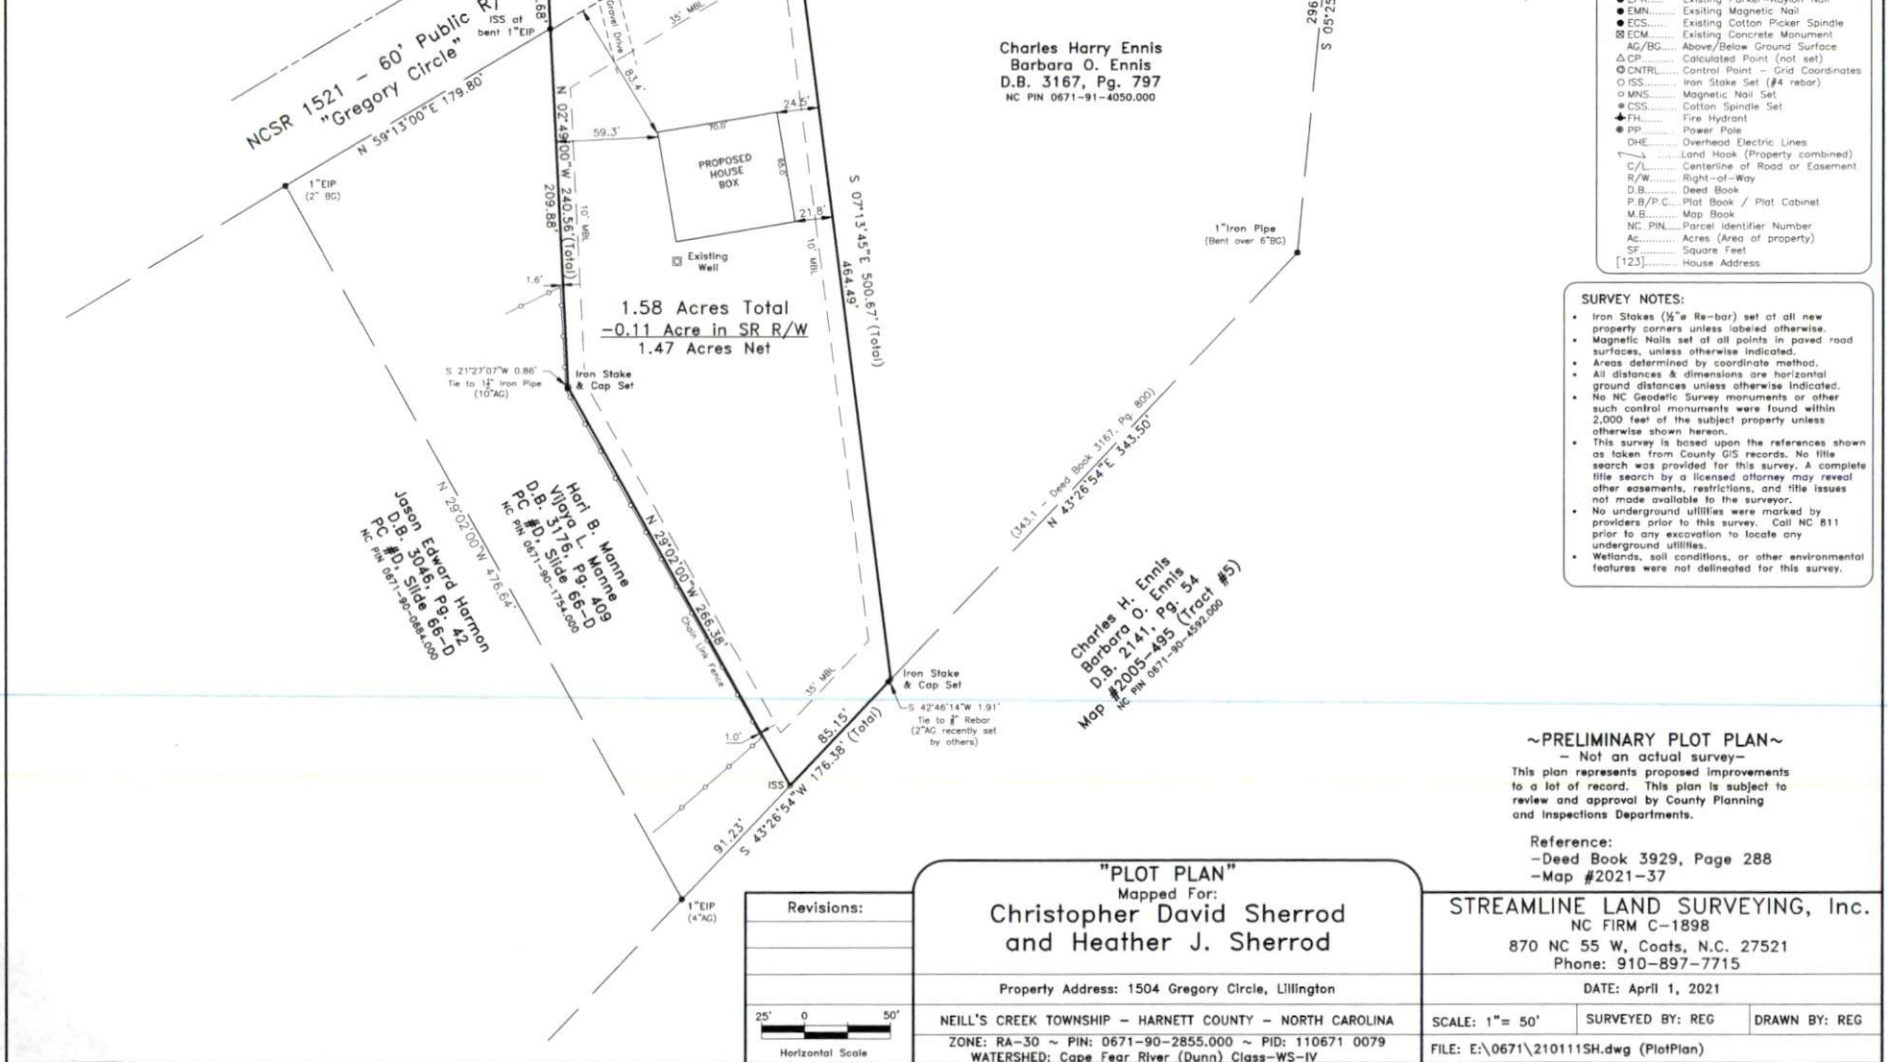 NCSR 1521 - 60' Public R/
"Gregory Circle"
N 59°13'00"E 179.80'
ISS at
bent 1"EIP
.68'
Gravel Drive
35' MBL
83.4'
1"EIP
(2" BG)
N 02°49'00"W 240.56'(Total)
209.88'
10' MBL
59.3'
24.5'
70.0'
65.0'
PROPOSED
HOUSE
BOX
21.8'
10' MBL
S 07°13'45"E 500.67' (Total)
464.49'
Existing
Well
1.6'
1.58 Acres Total
-0.11 Acre in SR R/W
1.47 Acres Net
S 21°27'07"W 0.86'
Tie to 1½" Iron Pipe
(10"AG)
Iron Stake
& Cap Set
Charles Harry Ennis
Barbara O. Ennis
D.B. 3167, Pg. 797
NC PIN 0671-91-4050.000
296
S 05°25
1"Iron Pipe
(Bent over 6"BG)
(343.1 - Deed Book 3167, Pg. 800)
N 43°26'54"E 343.50'
N 29°02'00"W 476.64'
Jason Edward Harmon
D.B. 3046, Pg. 42
PC #D, Slide 66-D
NC PIN 0671-90-0684.000
Hari B. Manne
Vijaya L. Manne
D.B. 3176, Pg. 409
PC #D, Slide 66-D
NC PIN 0671-90-1754.000
N 29°02'00"W 266.38'
Chain Link Fence
35' MBL
1.0'
ISS
85.15'
S 43°26'54"W 176.38' (Total)
91.23'
1"EIP
(4"AG)
Iron Stake
& Cap Set
S 42°46'14"W 1.91'
Tie to Rebar
(2"AG recently set
by others)
Charles H. Ennis
Barbara O. Ennis
D.B. 2141, Pg. 54
Map #2005-495 (Tract #5)
NC PIN 0671-90-4592.000
EMN....... Exsiting Magnetic Nail
ECS...... Existing Cotton Picker Spindle
ECM....... Existing Concrete Monument
AG/BG..... Above/Below Ground Surface
CP......... Calculated Point (not set)
CNTRL..... Control Point - Grid Coordinates
ISS......... Iron Stake Set (#4 rebar)
MNS....... Magnetic Nail Set
CSS........ Cotton Spindle Set
FH......... Fire Hydrant
PP......... Power Pole
OHE........ Overhead Electric Lines
......Land Hook (Property combined)
C/L........ Centerline of Road or Easement
R/W........ Right-of-Way
D.B......... Deed Book
P.B/P.C.... Plat Book / Plat Cabinet
M.B......... Map Book
NC PIN.... Parcel Identifier Number
Ac.......... Acres (Area of property)
SF.......... Square Feet
[123]......... House Address
SURVEY NOTES:
• Iron Stakes (½"ø Re-bar) set at all new
property corners unless labeled otherwise.
• Magnetic Nails set at all points in paved road
surfaces, unless otherwise indicated.
• Areas determined by coordinate method.
• All distances & dimensions are horizontal
ground distances unless otherwise indicated.
• No NC Geodetic Survey monuments or other
such control monuments were found within
2,000 feet of the subject property unless
otherwise shown hereon.
• This survey is based upon the references shown
as taken from County GIS records. No title
search was provided for this survey. A complete
title search by a licensed attorney may reveal
other easements, restrictions, and title issues
not made available to the surveyor.
• No underground utilities were marked by
providers prior to this survey. Call NC 811
prior to any excavation to locate any
underground utilities.
• Wetlands, soil conditions, or other environmental
features were not delineated for this survey.
~PRELIMINARY PLOT PLAN~
- Not an actual survey-
This plan represents proposed improvements
to a lot of record. This plan is subject to
review and approval by County Planning
and Inspections Departments.
Reference:
-Deed Book 3929, Page 288
-Map #2021-37
Revisions:
25' 0 50'
Horizontal Scale
"PLOT PLAN"
Mapped For:
Christopher David Sherrod
and Heather J. Sherrod
Property Address: 1504 Gregory Circle, Lillington
NEILL'S CREEK TOWNSHIP - HARNETT COUNTY - NORTH CAROLINA
ZONE: RA-30 ~ PIN: 0671-90-2855.000 ~ PID: 110671 0079
WATERSHED: Cape Fear River (Dunn) Class-WS-IV
STREAMLINE LAND SURVEYING, Inc.
NC FIRM C-1898
870 NC 55 W, Coats, N.C. 27521
Phone: 910-897-7715
DATE: April 1, 2021
SCALE: 1"= 50'
SURVEYED BY: REG
DRAWN BY: REG
FILE: E:\0671\210111SH.dwg (PlotPlan)